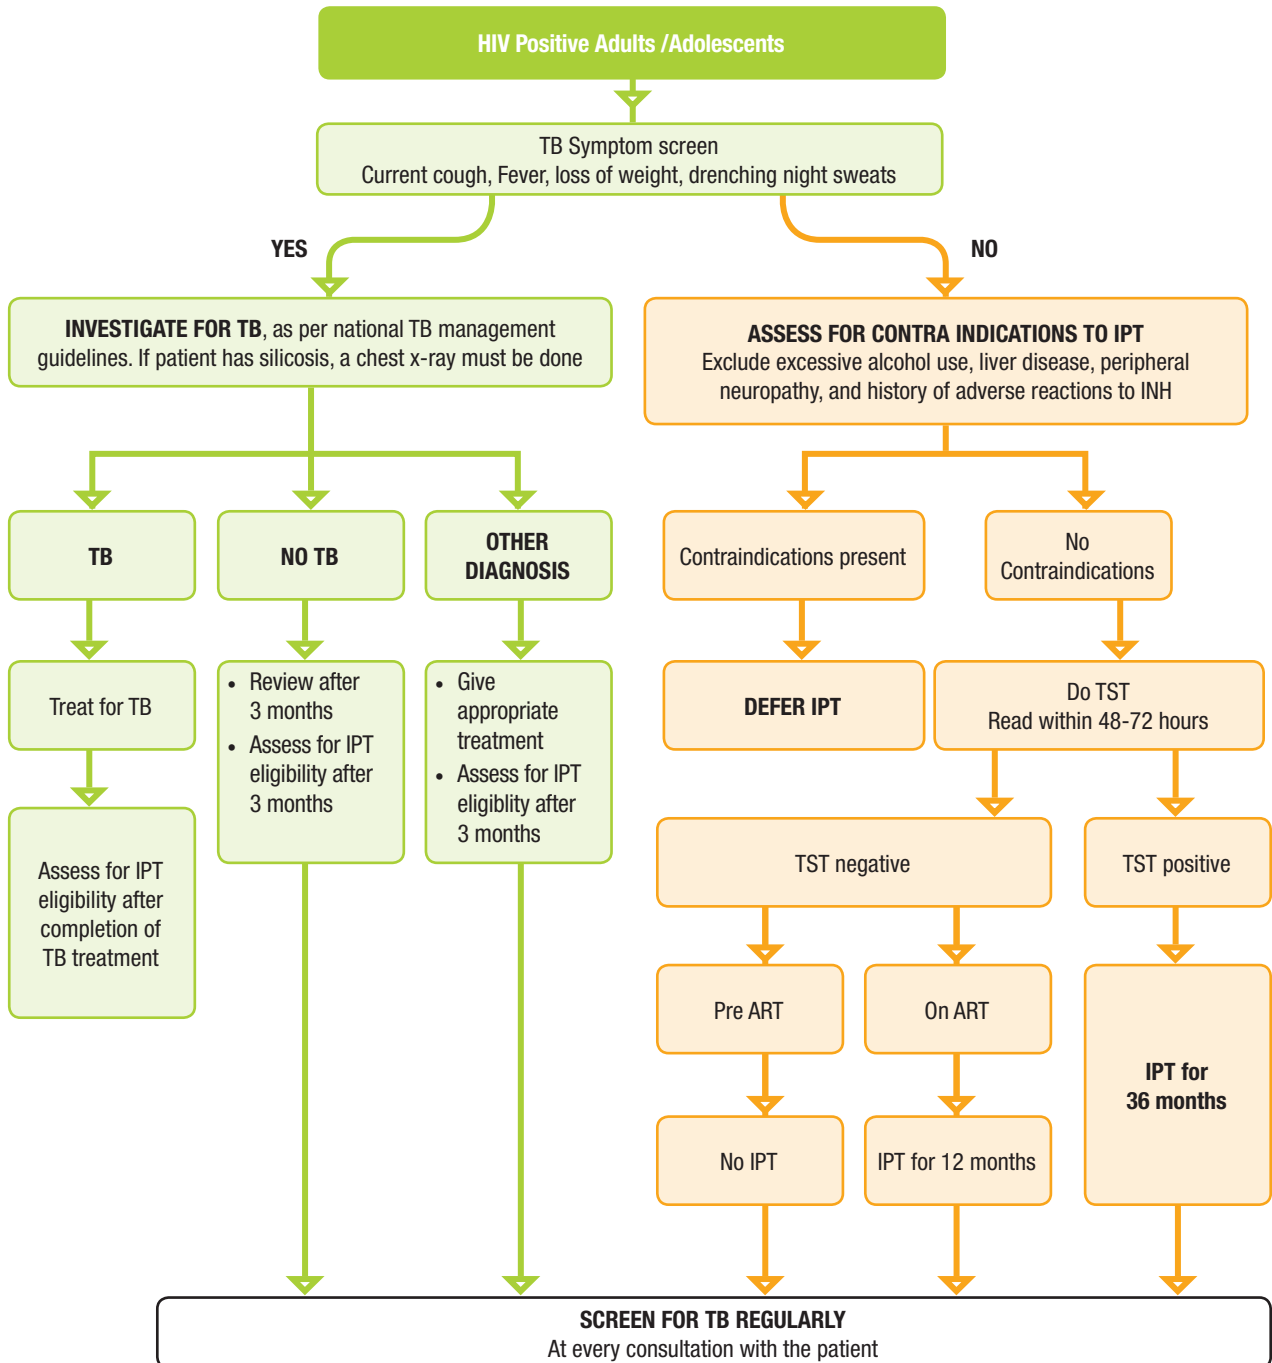 HIV Positive Adults /Adolescents
TB Symptom screen
Current cough, Fever, loss of weight, drenching night sweats
YES
NO
INVESTIGATE FOR TB, as per national TB management
guidelines. If patient has silicosis, a chest x-ray must be done
ASSESS FOR CONTRA INDICATIONS TO IPT
Exclude excessive alcohol use, liver disease, peripheral
neuropathy, and history of adverse reactions to INH
TB
NO TB
OTHER
DIAGNOSIS
Contraindications present
No
Contraindications
Treat for TB
• Review after
3 months
• Assess for IPT
eligibility after
3 months
• Give
appropriate
treatment
• Assess for IPT
eligiblity after
3 months
DEFER IPT
Do TST
Read within 48-72 hours
Assess for IPT
eligibility after
completion of
TB treatment
TST negative
TST positive
Pre ART
On ART
IPT for
36 months
No IPT
IPT for 12 months
SCREEN FOR TB REGULARLY
At every consultation with the patient